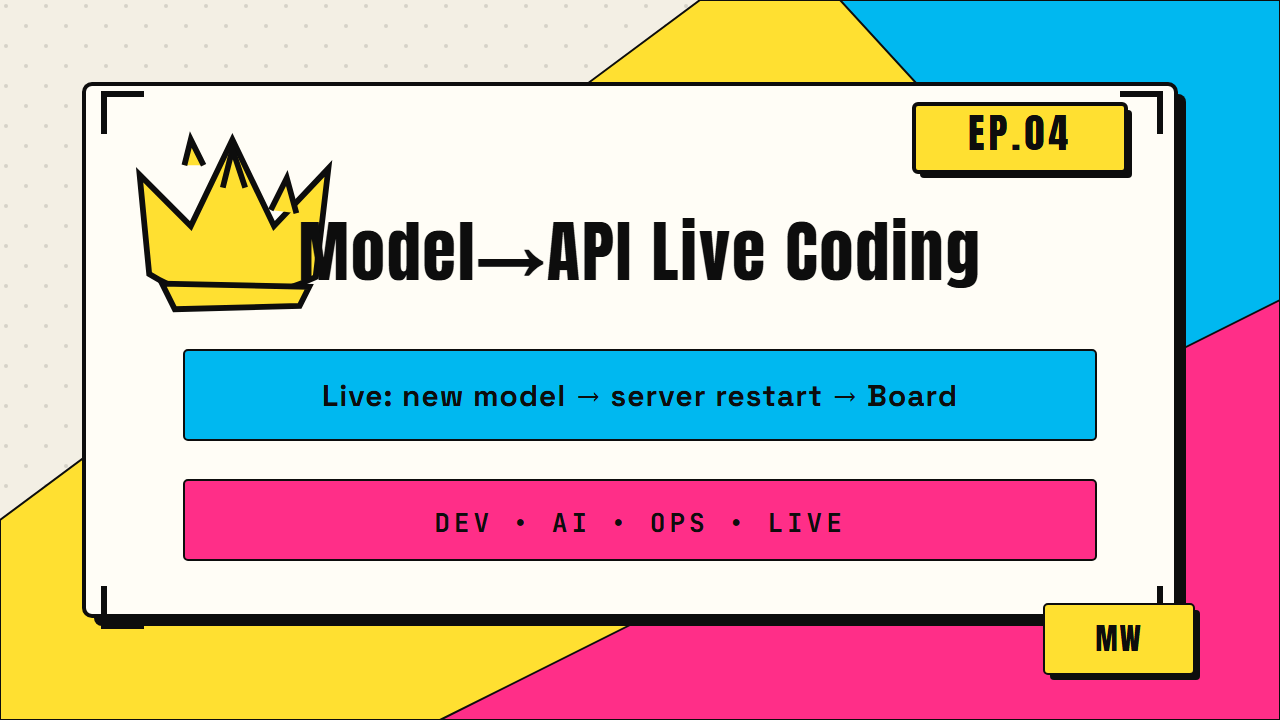 EP.04
Model→API Live Coding
Live: new model → server restart → Board
DEV • AI • OPS • LIVE
MW